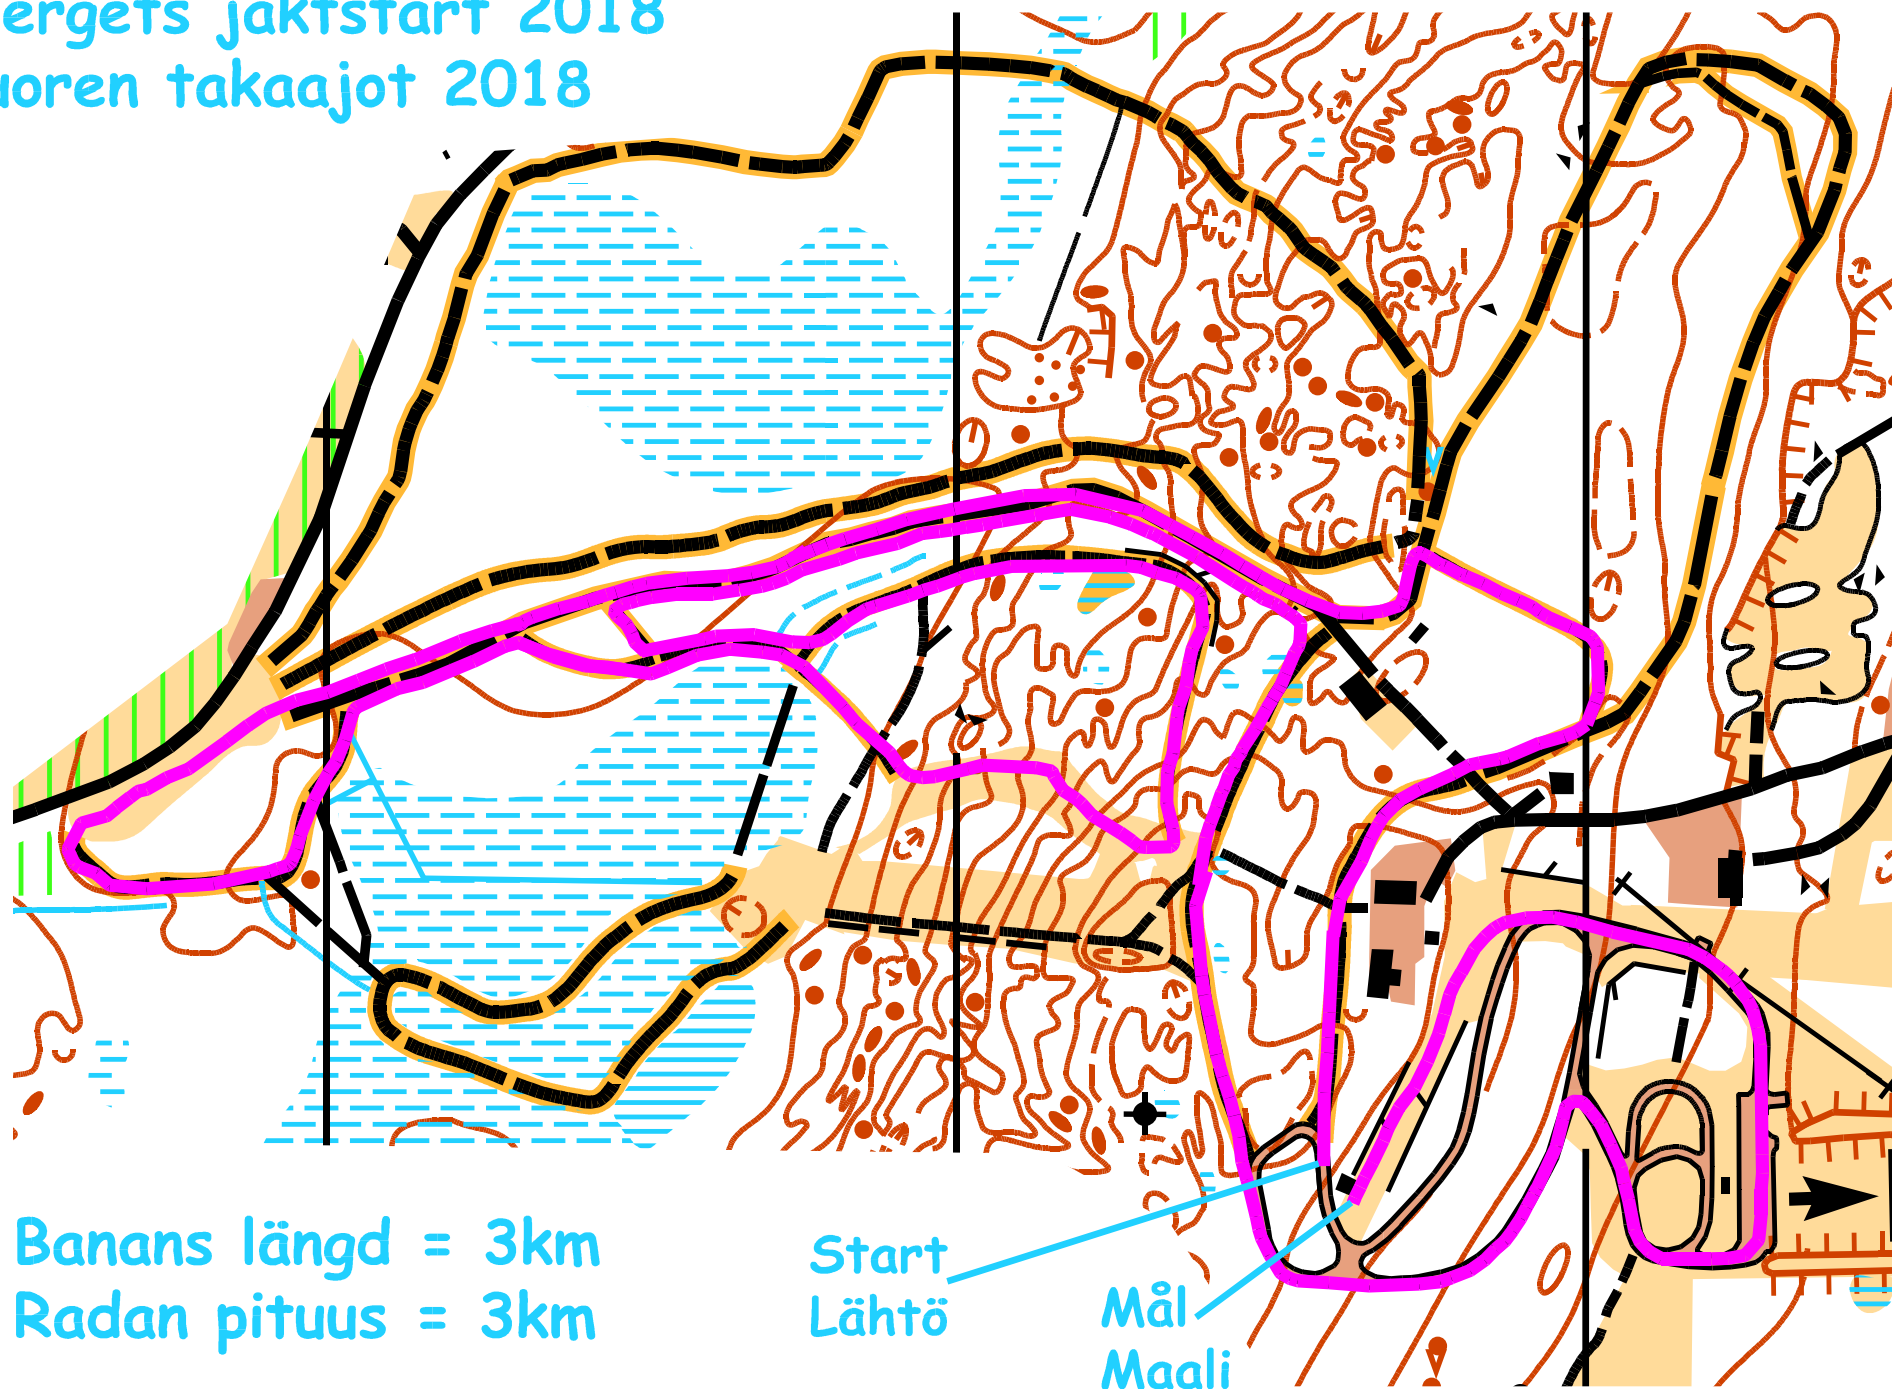 jaktstart 2018
takaajot 2018
Banans längd = 3km
Radan pituus = 3km
Start
Lähtö
Mål
Maali